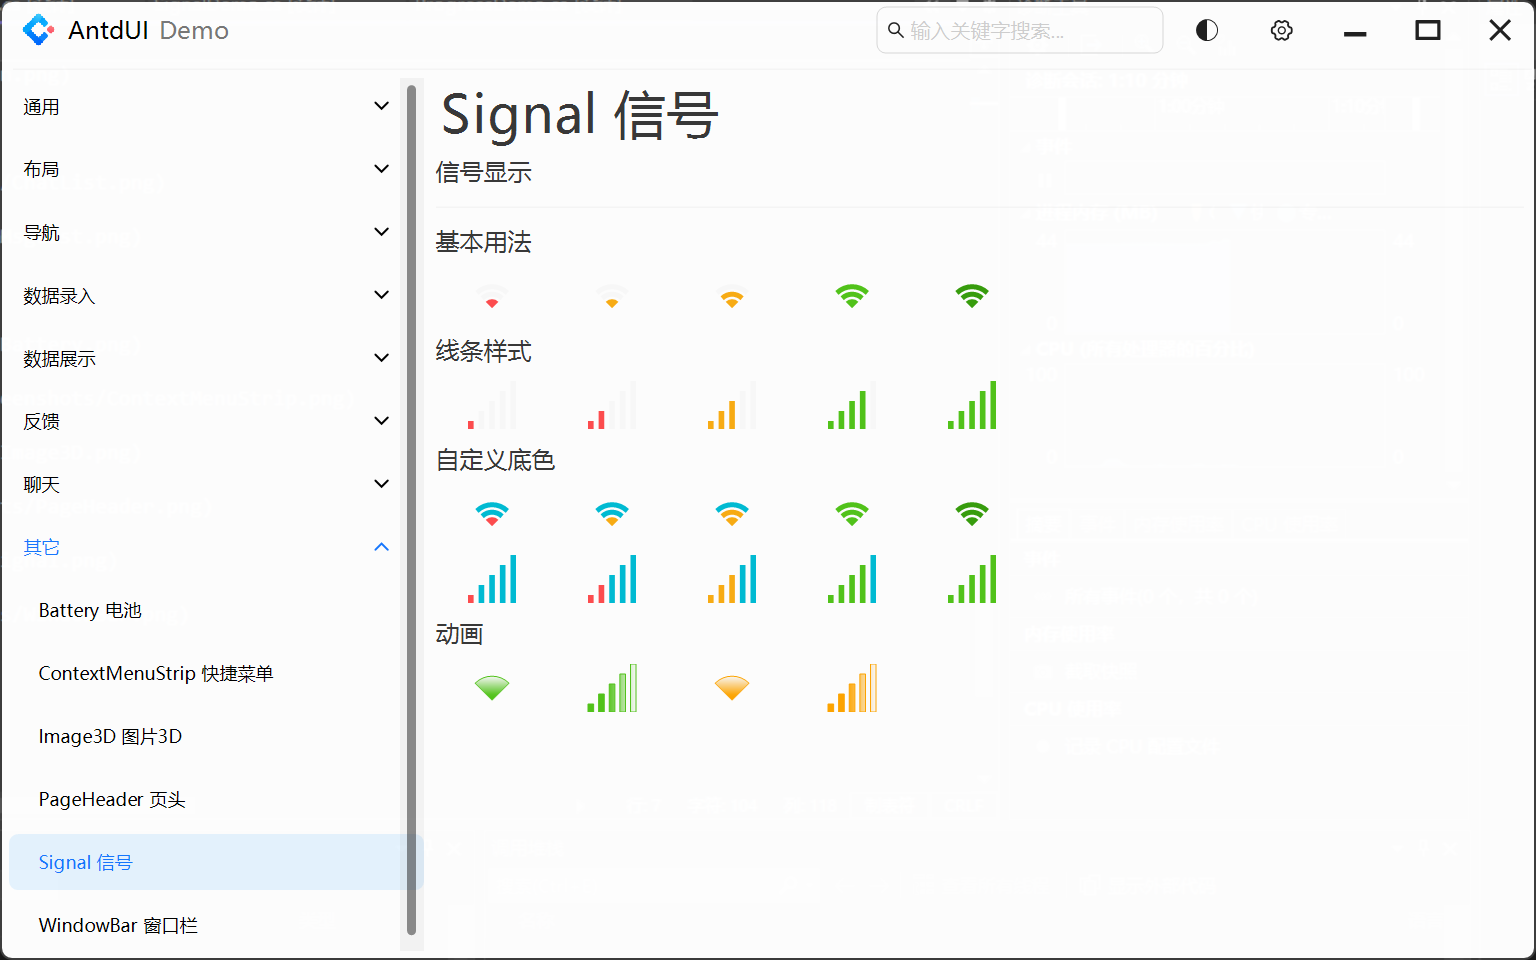 AntdUI Demo
输入关键字搜索...
通用
布局
导航
数据录入
数据展示
反馈
聊天
其它
Battery 电池
ContextMenuStrip 快捷菜单
Image3D 图片3D
PageHeader 页头
Signal 信号
WindowBar 窗口栏
Signal 信号
信号显示
基本用法
线条样式
自定义底色
动画